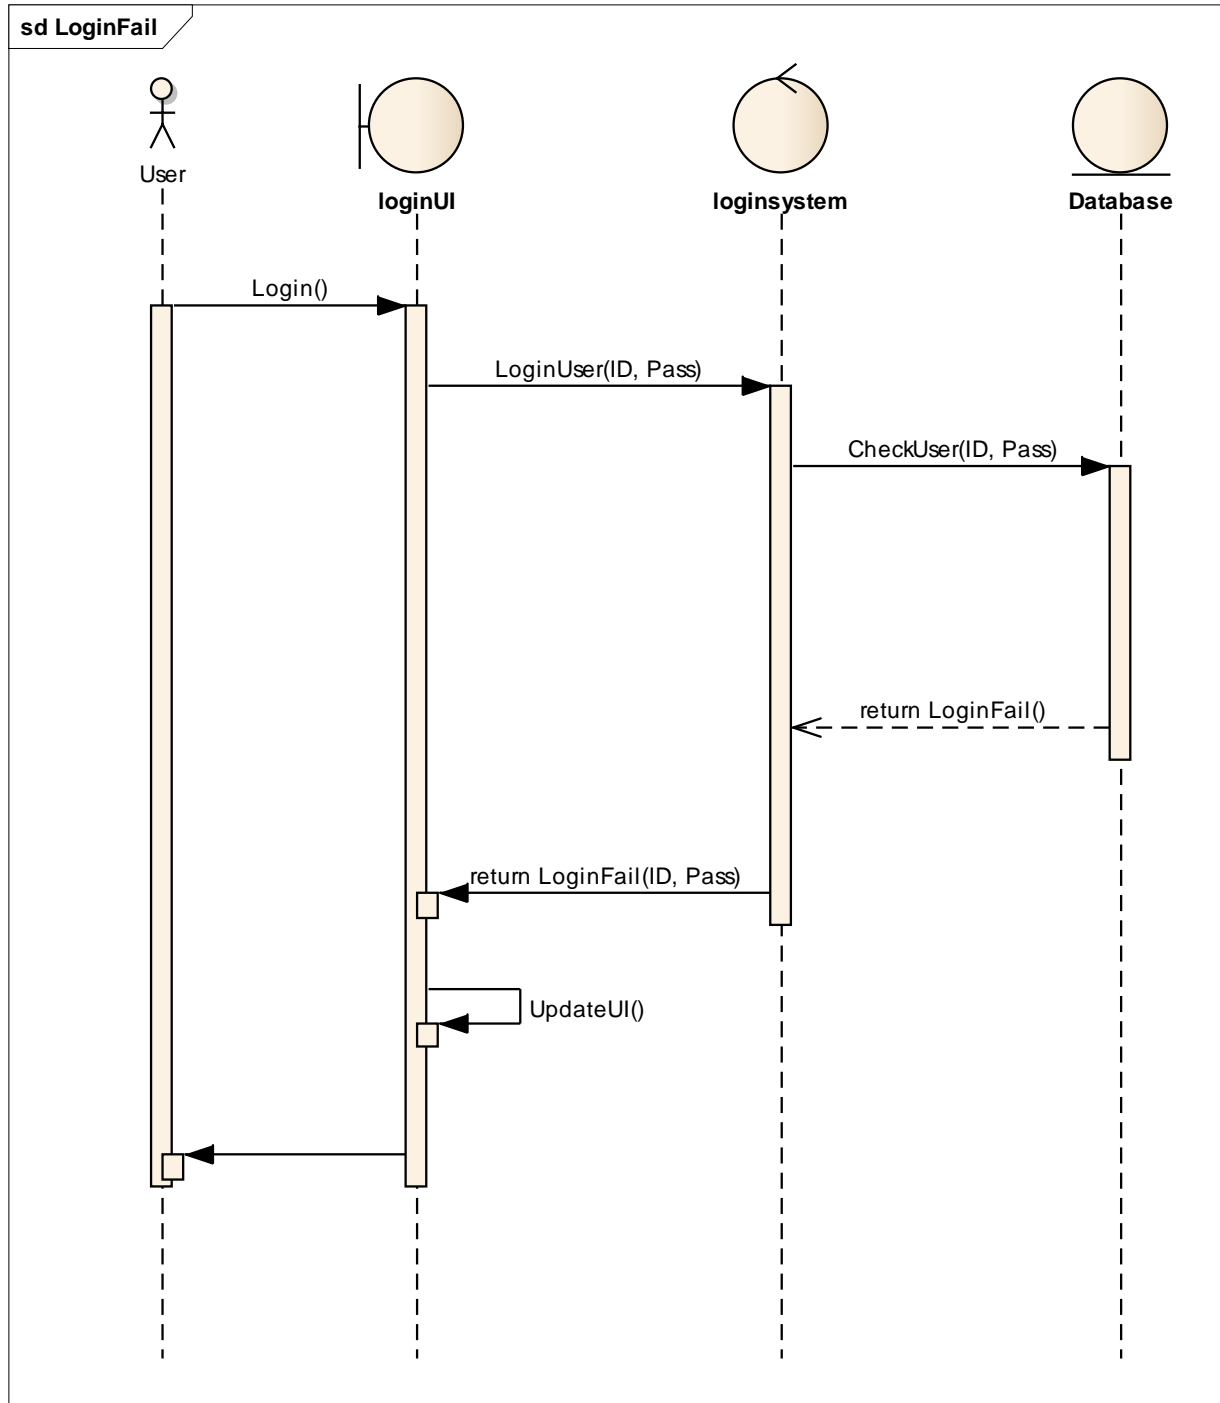 sd LoginFail
User
loginUI
loginsystem
Database
Login()
LoginUser(ID, Pass)
CheckUser(ID, Pass)
return LoginFail()
return LoginFail(ID, Pass)
UpdateUI()